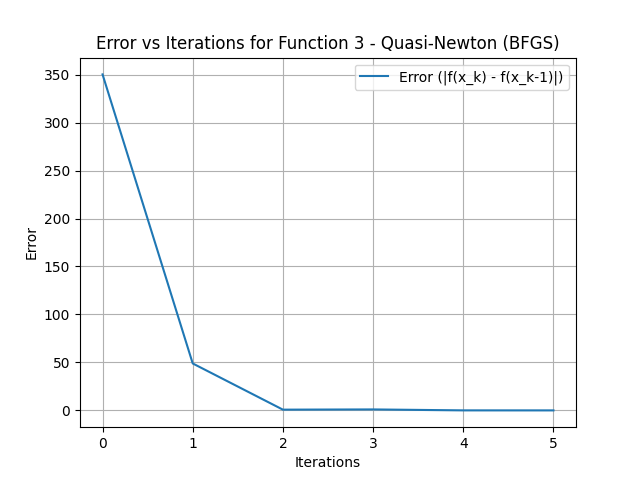 Error vs Iterations for Function 3 - Quasi-Newton (BFGS)
Error (|f(x_k) - f(x_k-1)|)
350
300
250
200
150
100
50
0
Error
0 1 2 3 4 5
Iterations